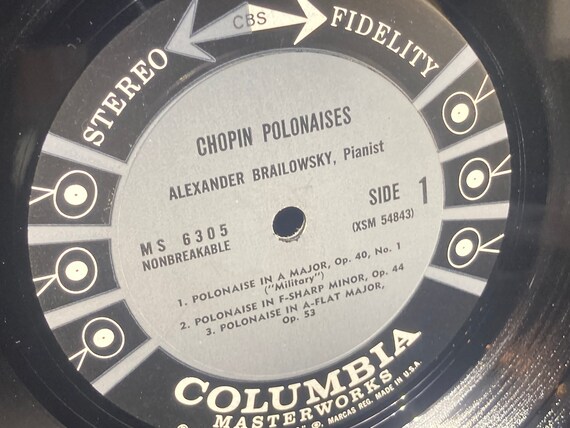 STEREO CBS FIDELITY
CHOPIN POLONAISES
ALEXANDER BRAILOWSKY, Pianist
MS 6305
NONBREAKABLE
SIDE 1
(XSM 54843)
1. POLONAISE IN A MAJOR, Op. 40, No. 1
("Military")
2. POLONAISE IN F-SHARP MINOR, Op. 44
3. POLONAISE IN A-FLAT MAJOR,
Op. 53
COLUMBIA
MASTERWORKS
MARCAS REG. MADE IN U.S.A.